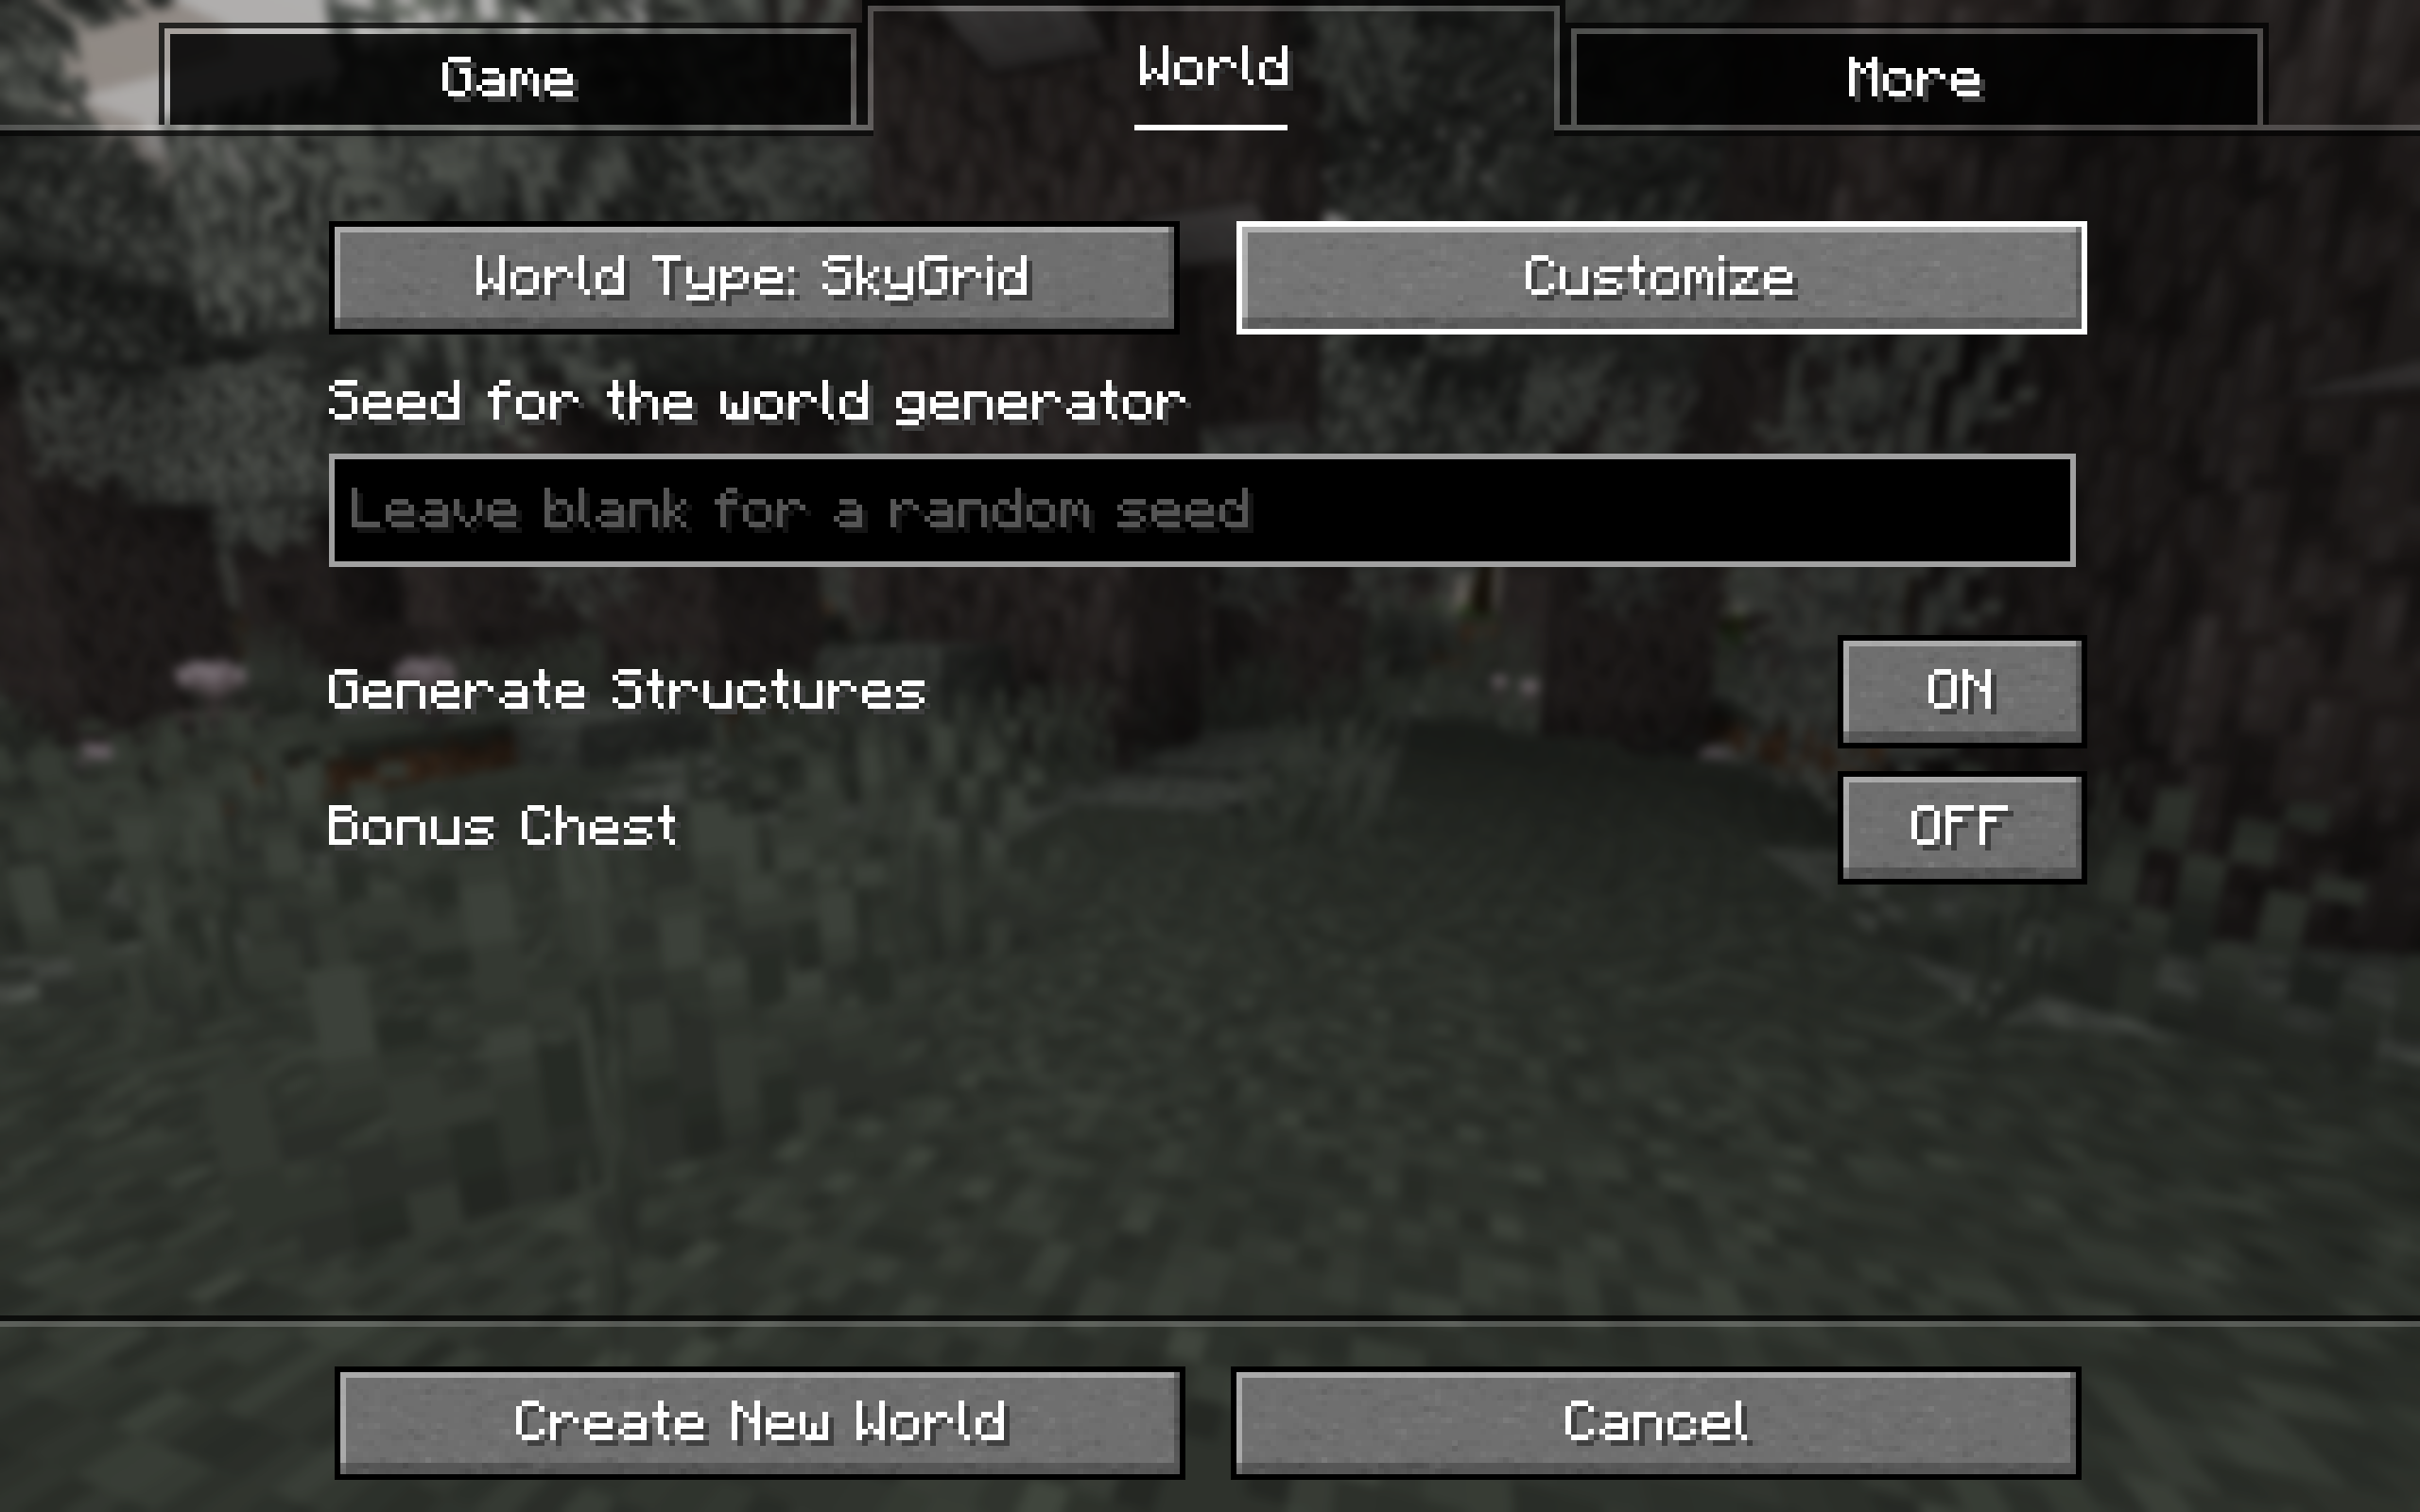 Game
World
More
World Type: SkyGrid
Customize
Seed for the world generator
Leave blank for a random seed
Generate Structures
ON
Bonus Chest
OFF
Create New World
Cancel